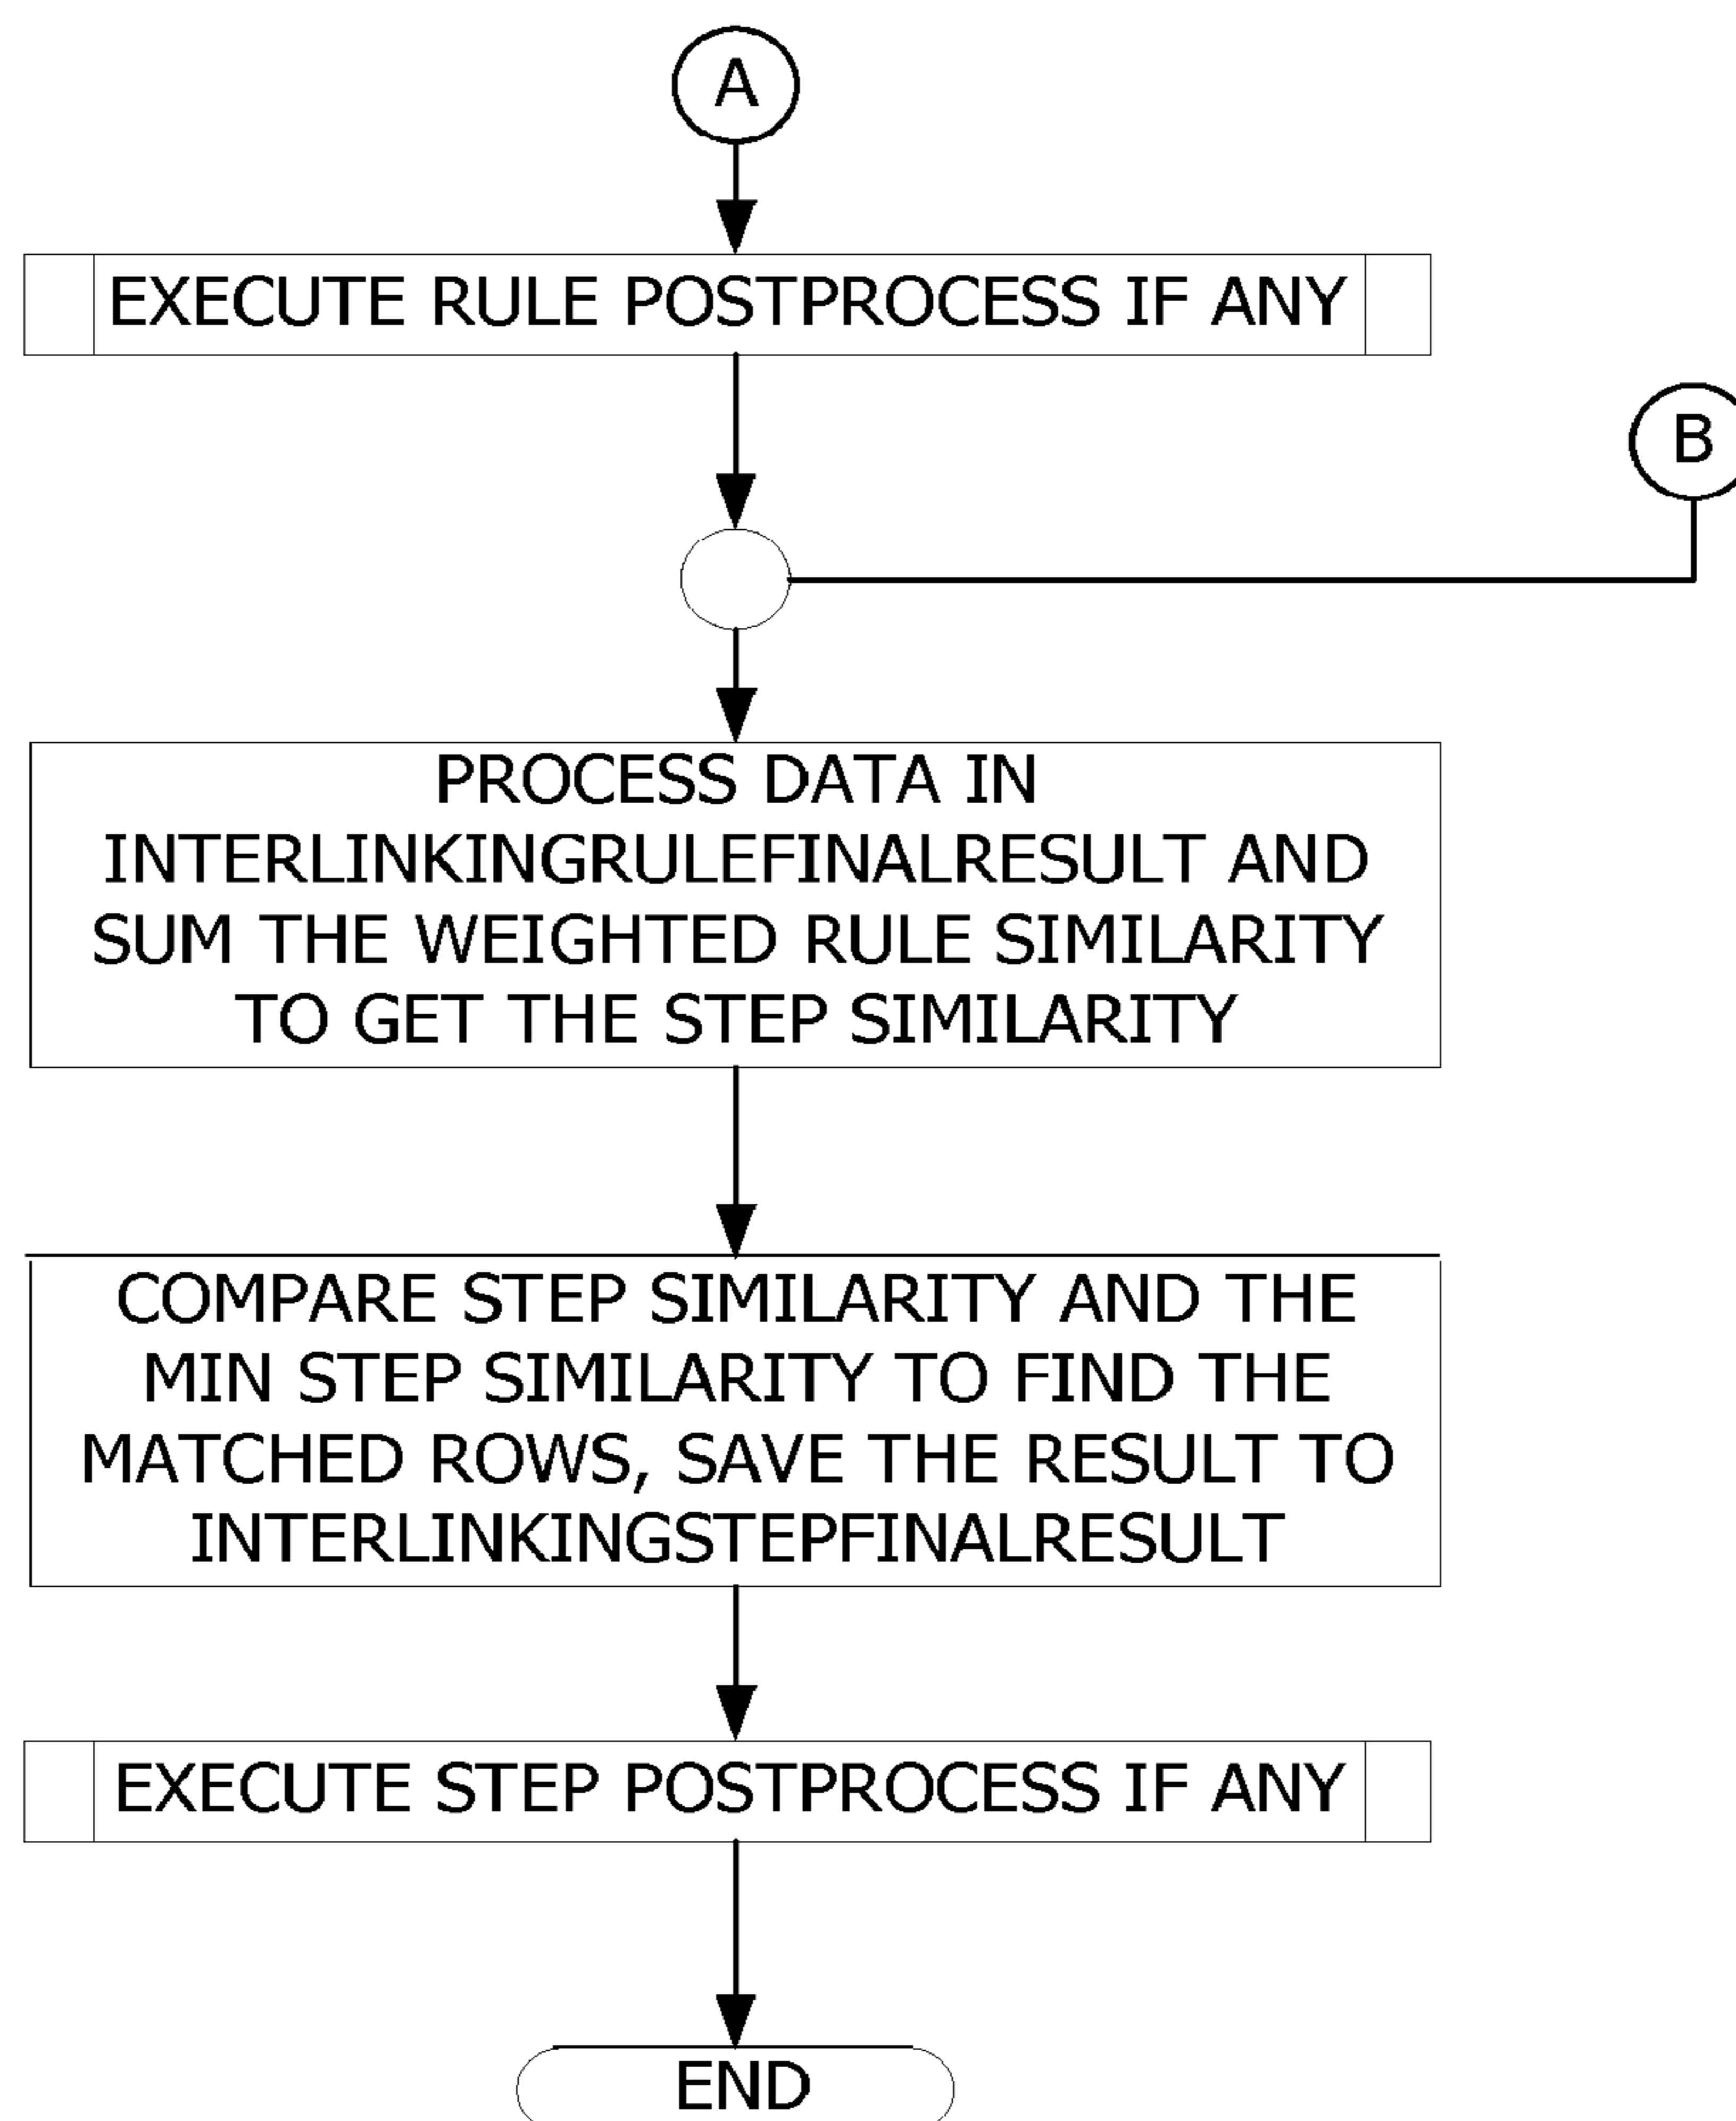 A
EXECUTE RULE POSTPROCESS IF ANY
B
PROCESS DATA IN
INTERLINKINGRULEFINALRESULT AND
SUM THE WEIGHTED RULE SIMILARITY
TO GET THE STEP SIMILARITY
COMPARE STEP SIMILARITY AND THE
MIN STEP SIMILARITY TO FIND THE
MATCHED ROWS, SAVE THE RESULT TO
INTERLINKINGSTEPFINALRESULT
EXECUTE STEP POSTPROCESS IF ANY
END